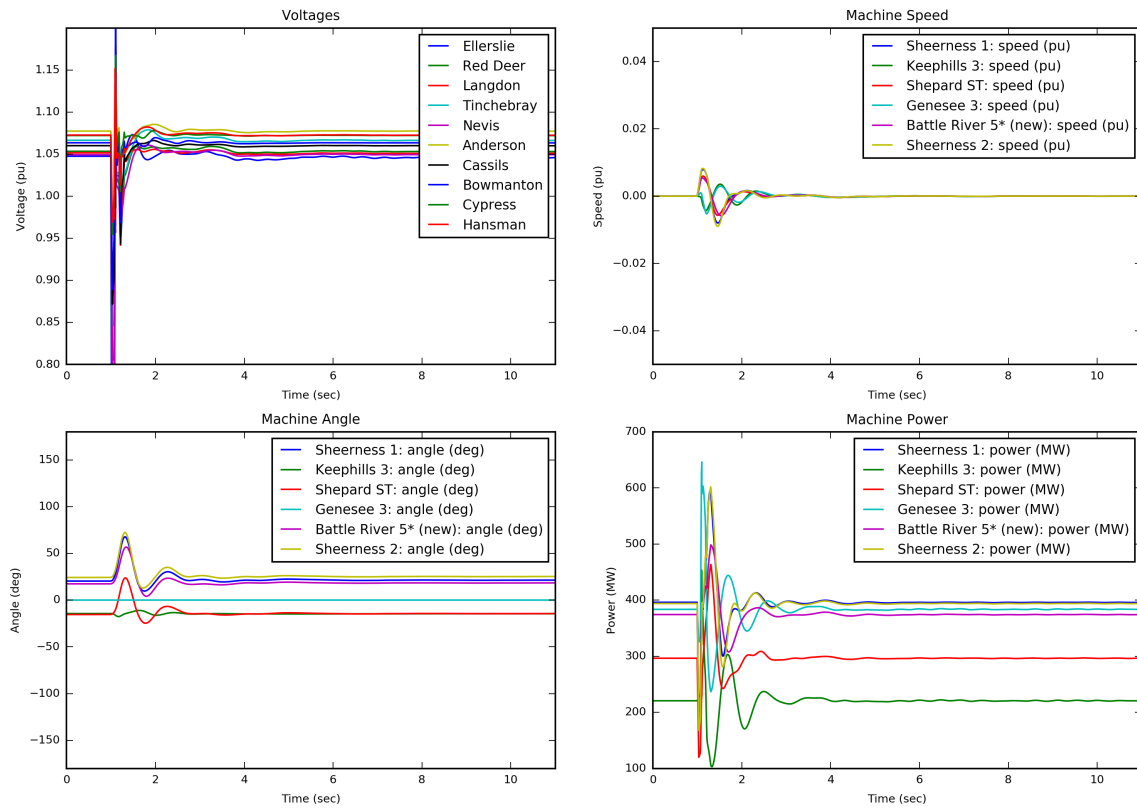 Voltages
Voltage (pu)
1.15
1.10
1.05
1.00
0.95
0.90
0.85
0.80
0 2 4 6 8 10
Time (sec)
Ellerslie
Red Deer
Langdon
Tinchebray
Nevis
Anderson
Cassils
Bowmanton
Cypress
Hansman
Machine Speed
Speed (pu)
0.04
0.02
0.00
−0.02
−0.04
0 2 4 6 8 10
Time (sec)
Sheerness 1: speed (pu)
Keephills 3: speed (pu)
Shepard ST: speed (pu)
Genesee 3: speed (pu)
Battle River 5* (new): speed (pu)
Sheerness 2: speed (pu)
Machine Angle
Angle (deg)
150
100
50
0
−50
−100
−150
0 2 4 6 8 10
Time (sec)
Sheerness 1: angle (deg)
Keephills 3: angle (deg)
Shepard ST: angle (deg)
Genesee 3: angle (deg)
Battle River 5* (new): angle (deg)
Sheerness 2: angle (deg)
Machine Power
Power (MW)
700
600
500
400
300
200
100
0 2 4 6 8 10
Time (sec)
Sheerness 1: power (MW)
Keephills 3: power (MW)
Shepard ST: power (MW)
Genesee 3: power (MW)
Battle River 5* (new): power (MW)
Sheerness 2: power (MW)